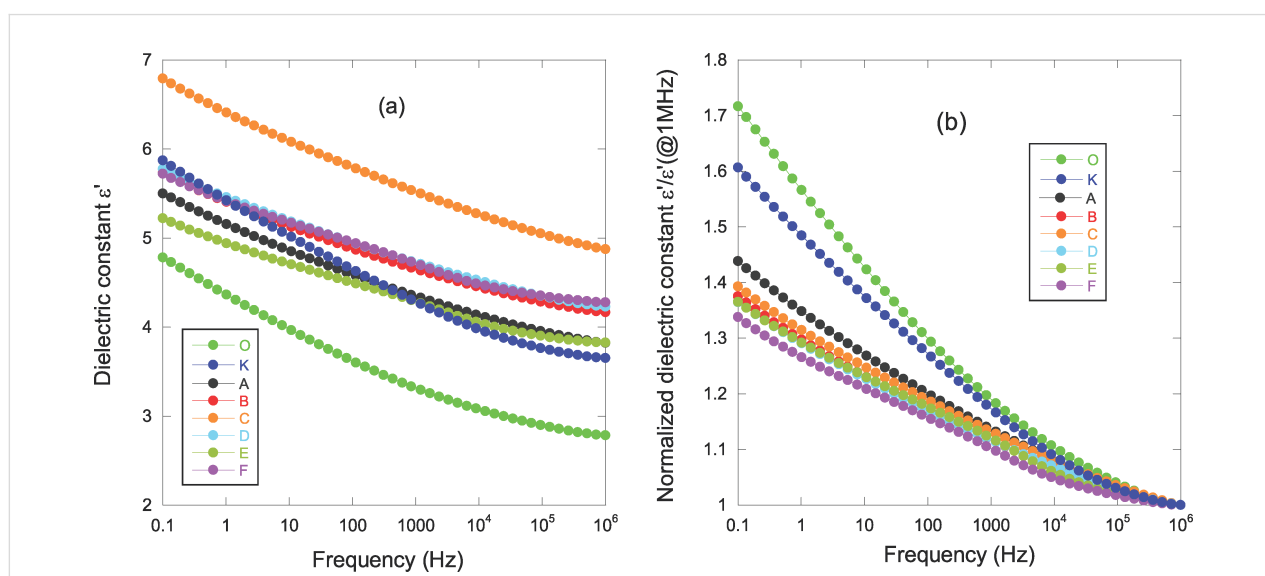 7
6
5
4
3
2
Dielectric constant ε'
(a)
O
K
A
B
C
D
E
F
0.1 1 10 100 1000 10⁴ 10⁵ 10⁶
Frequency (Hz)
1.8
1.7
1.6
1.5
1.4
1.3
1.2
1.1
1
Normalized dielectric constant ε'/ε'(@1MHz)
(b)
O
K
A
B
C
D
E
F
0.1 1 10 100 1000 10⁴ 10⁵ 10⁶
Frequency (Hz)